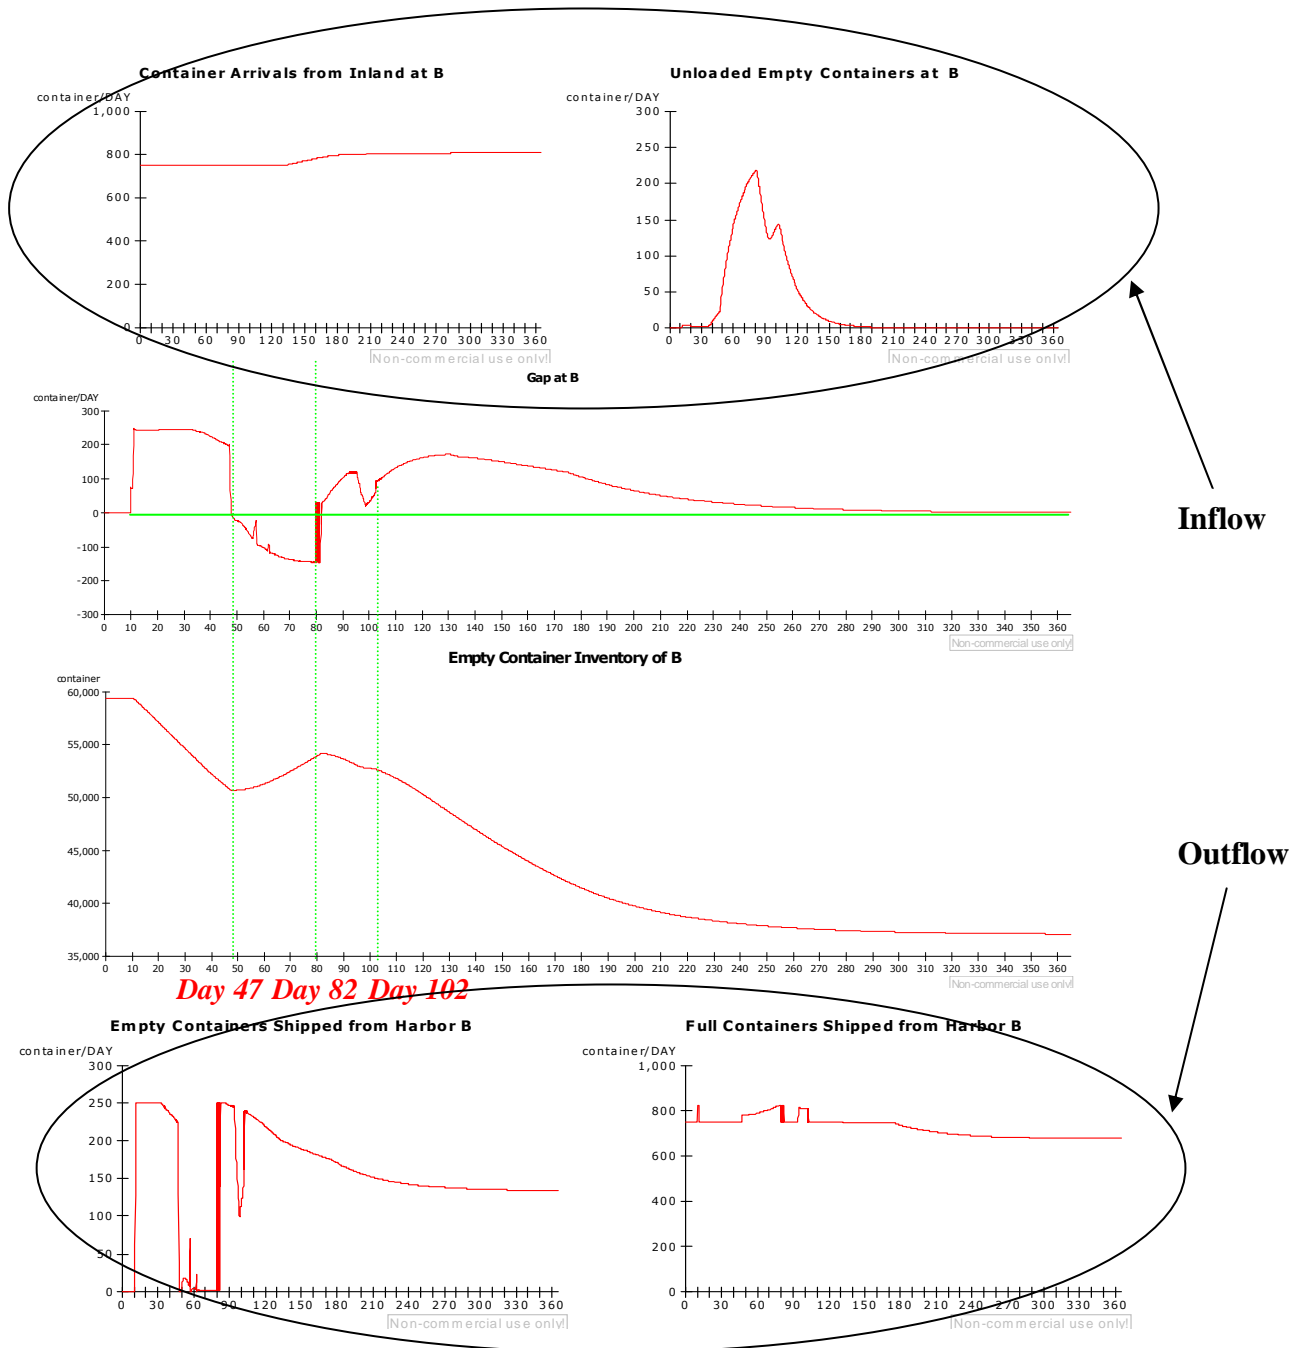 Container Arrivals from Inland at B
container/DAY
1,000
800
600
400
200
0
0 30 60 90 120 150 180 210 240 270 300 330 360
Non-commercial use only!
Unloaded Empty Containers at B
container/DAY
300
250
200
150
100
50
0
0 30 60 90 120 150 180 210 240 270 300 330 360
Non-commercial use only!
Inflow
Gap at B
container/DAY
300
200
100
0
-100
-200
-300
0 10 20 30 40 50 60 70 80 90 100 110 120 130 140 150 160 170 180 190 200 210 220 230 240 250 260 270 280 290 300 310 320 330 340 350 360
Non-commercial use only!
Empty Container Inventory of B
container
60,000
55,000
50,000
45,000
40,000
35,000
0 10 20 30 40 50 60 70 80 90 100 110 120 130 140 150 160 170 180 190 200 210 220 230 240 250 260 270 280 290 300 310 320 330 340 350 360
Non-commercial use only!
Day 47 Day 82 Day 102
Outflow
Empty Containers Shipped from Harbor B
container/DAY
300
250
200
150
100
50
0
0 30 60 90 120 150 180 210 240 270 300 330 360
Non-commercial use only!
Full Containers Shipped from Harbor B
container/DAY
1,000
800
600
400
200
0
0 30 60 90 120 150 180 210 240 270 300 330 360
Non-commercial use only!